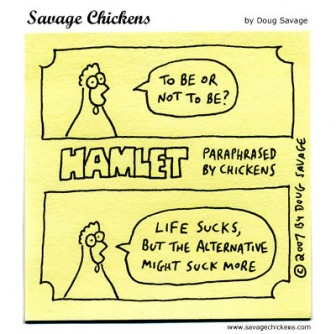 Savage Chickens
by Doug Savage
TO BE OR
NOT TO BE?
HAMLET
PARAPHRASED
BY CHICKENS
LIFE SUCKS,
BUT THE ALTERNATIVE
MIGHT SUCK MORE
© 2007 BY DOUG SAVAGE
www.savagechickens.com